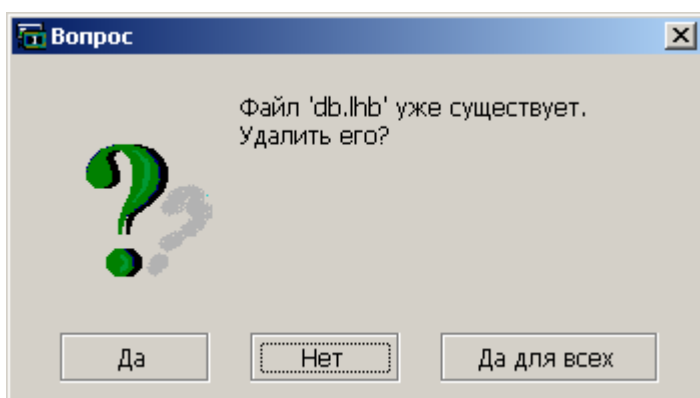 Вопрос
Файл 'db.lhb' уже существует.
Удалить его?
Да
Нет
Да для всех